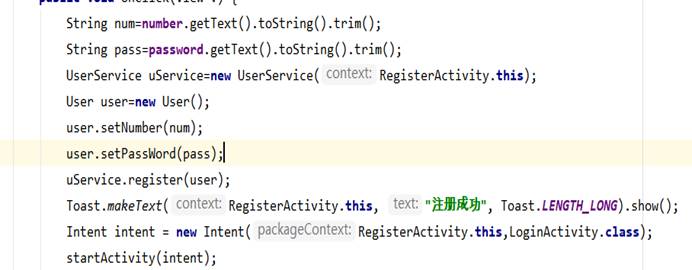 public void onClick(View v) {
String num=number.getText().toString().trim();
String pass=password.getText().toString().trim();
UserService uService=new UserService( context: RegisterActivity.this);
User user=new User();
user.setNumber(num);
user.setPassWord(pass);
uService.register(user);
Toast.makeText( context: RegisterActivity.this, text: "注册成功", Toast.LENGTH_LONG).show();
Intent intent = new Intent( packageContext: RegisterActivity.this,LoginActivity.class);
startActivity(intent);